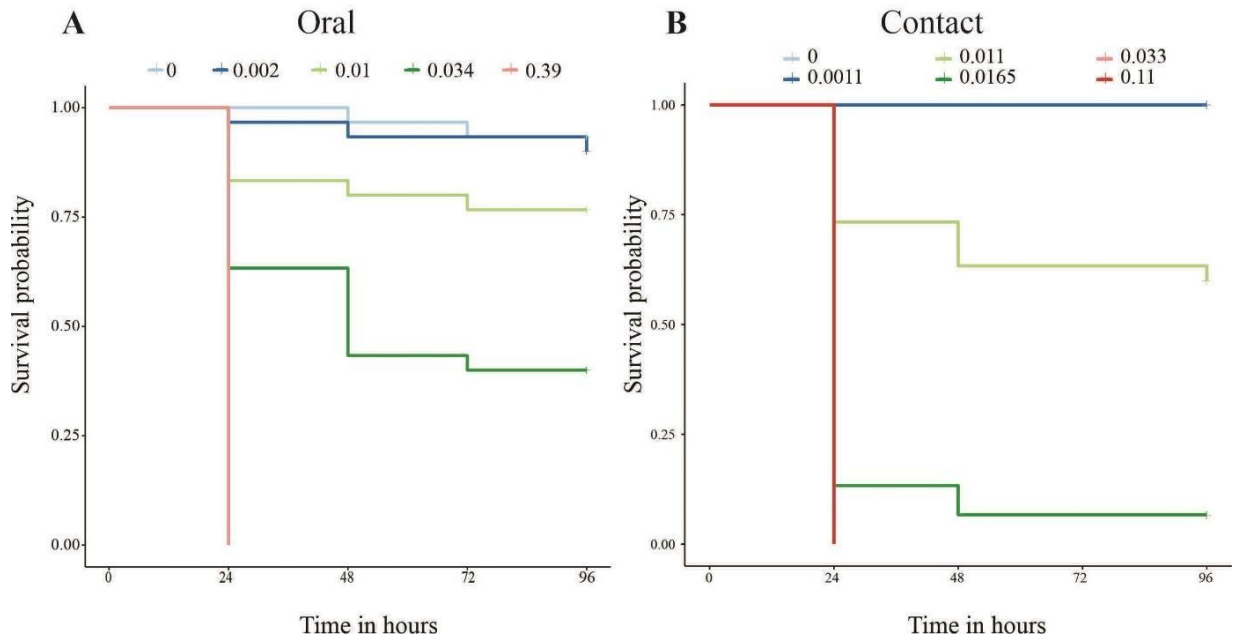 A Oral
0 0.002 0.01 0.034 0.39
1.00
0.75
0.50
0.25
0.00
Survival probability
0 24 48 72 96
Time in hours
B Contact
0 0.011 0.033
0.0011 0.0165 0.11
1.00
0.75
0.50
0.25
0.00
Survival probability
0 24 48 72 96
Time in hours